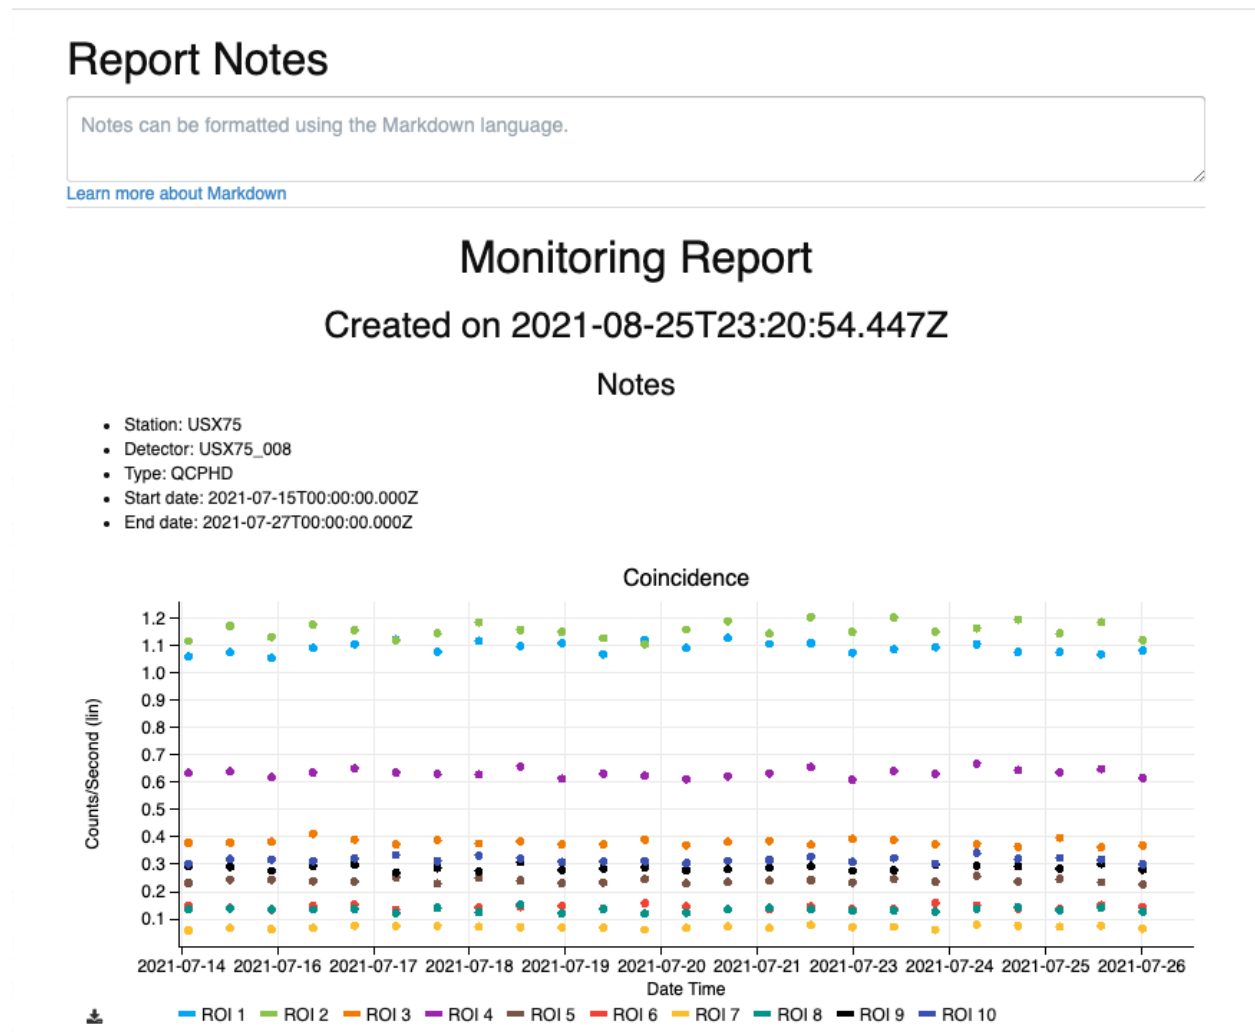 Report Notes
Notes can be formatted using the Markdown language.
Learn more about Markdown
Monitoring Report
Created on 2021-08-25T23:20:54.447Z
Notes
Station: USX75
Detector: USX75_008
Type: QCPHD
Start date: 2021-07-15T00:00:00.000Z
End date: 2021-07-27T00:00:00.000Z
Coincidence
Counts/Second (lin)
1.2
1.1
1.0
0.9
0.8
0.7
0.6
0.5
0.4
0.3
0.2
0.1
2021-07-14 2021-07-16 2021-07-17 2021-07-18 2021-07-19 2021-07-20 2021-07-21 2021-07-23 2021-07-24 2021-07-25 2021-07-26
Date Time
ROI 1 ROI 2 ROI 3 ROI 4 ROI 5 ROI 6 ROI 7 ROI 8 ROI 9 ROI 10